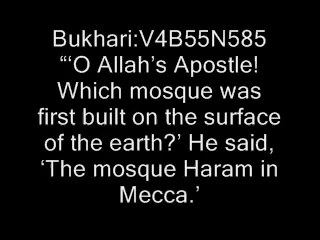 Bukhari:V4B55N585
“‘O Allah’s Apostle!
Which mosque was
first built on the surface
of the earth?’ He said,
‘The mosque Haram in
Mecca.’